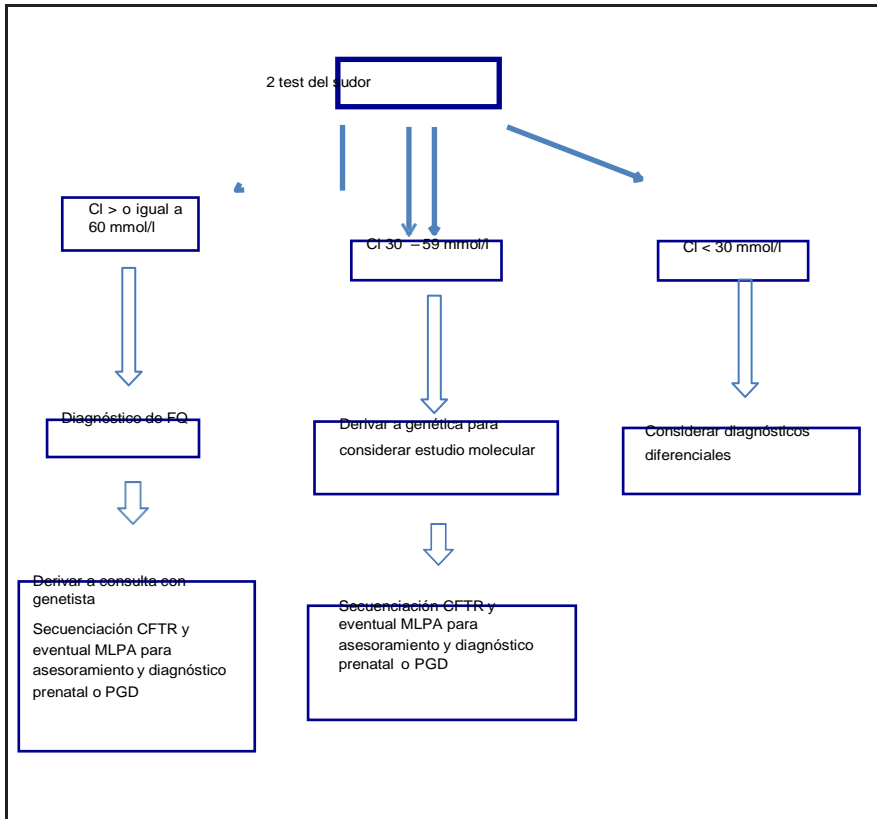 2 test del sudor
Cl > o igual a
60 mmol/l
Cl 30 – 59 mmol/l
Cl < 30 mmol/l
Diagnóstico de FQ
Derivar a genética para
considerar estudio molecular
Considerar diagnósticos
diferenciales
Derivar a consulta con
genetista
Secuenciación CFTR y
eventual MLPA para
asesoramiento y diagnóstico
prenatal o PGD
Secuenciación CFTR y
eventual MLPA para
asesoramiento y diagnóstico
prenatal o PGD